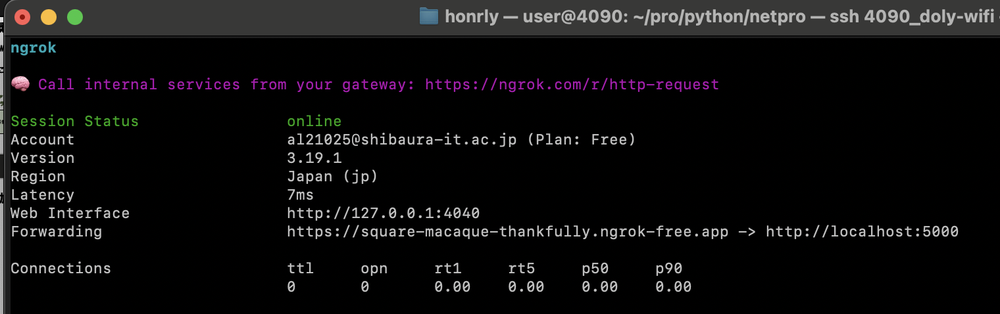 honrly — user@4090: ~/pro/python/netpro — ssh 4090_doly-wifi
ngrok
Call internal services from your gateway: https://ngrok.com/r/http-request
Session Status online
Account al21025@shibaura-it.ac.jp (Plan: Free)
Version 3.19.1
Region Japan (jp)
Latency 7ms
Web Interface http://127.0.0.1:4040
Forwarding https://square-macaque-thankfully.ngrok-free.app -> http://localhost:5000
Connections ttl opn rt1 rt5 p50 p90
0 0 0.00 0.00 0.00 0.00